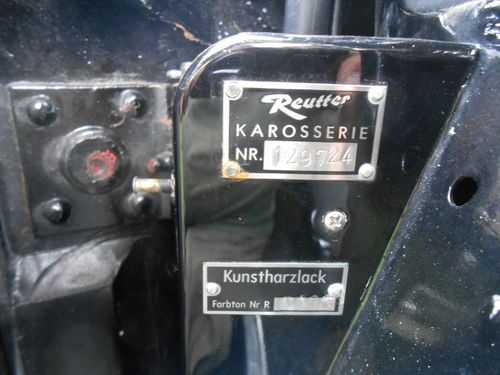 Reutter
KAROSSERIE
NR. 129724
Kunstharzlack
Farbton Nr R